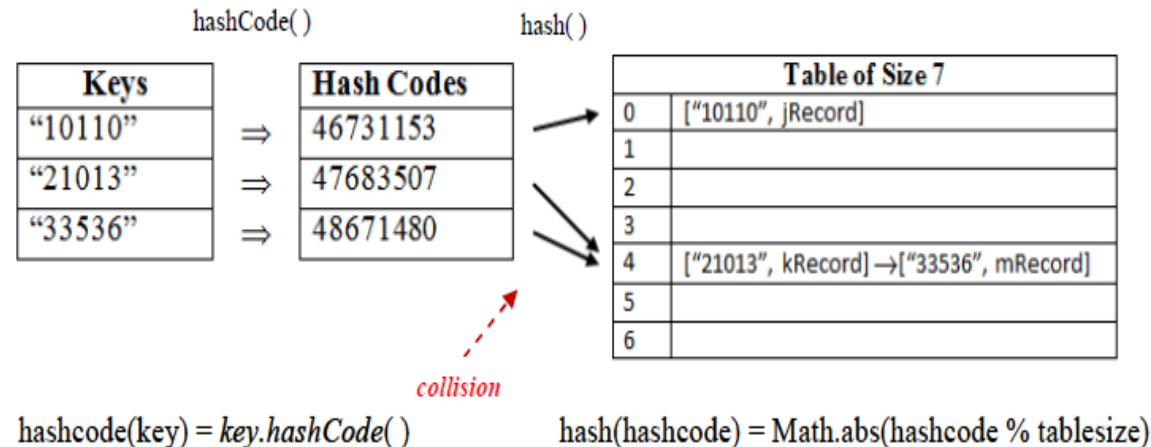 hashCode( )
hash( )
Keys
Hash Codes
Table of Size 7
“10110” ⇒ 46731153
“21013” ⇒ 47683507
“33536” ⇒ 48671480
0 [“10110”, jRecord]
1
2
3
4 [“21013”, kRecord]→[“33536”, mRecord]
5
6
collision
hashcode(key) = key.hashCode( )
hash(hashcode) = Math.abs(hashcode % tablesize)